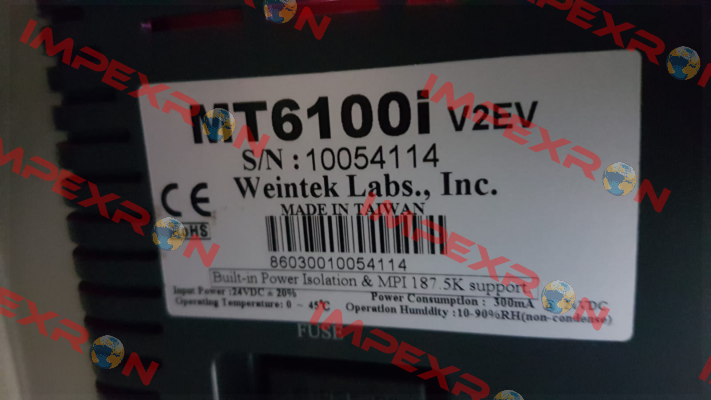 MT6100i V2EV
S/N : 10054114
Weintek Labs., Inc.
MADE IN TAIWAN
CE
RoHS
86030010054114
Built-in Power Isolation & MPI 187.5K support
Input Power :24VDC ± 20% Power Consumption : 300mA 24VDC
Operating Temperature: 0 ~ 45℃ Operation Humidity :10-90%RH(non-condense)
FUSE
IMPEXRON
IMPEXRON
IMPEXRON
IMPEXRON
IMPEXRON